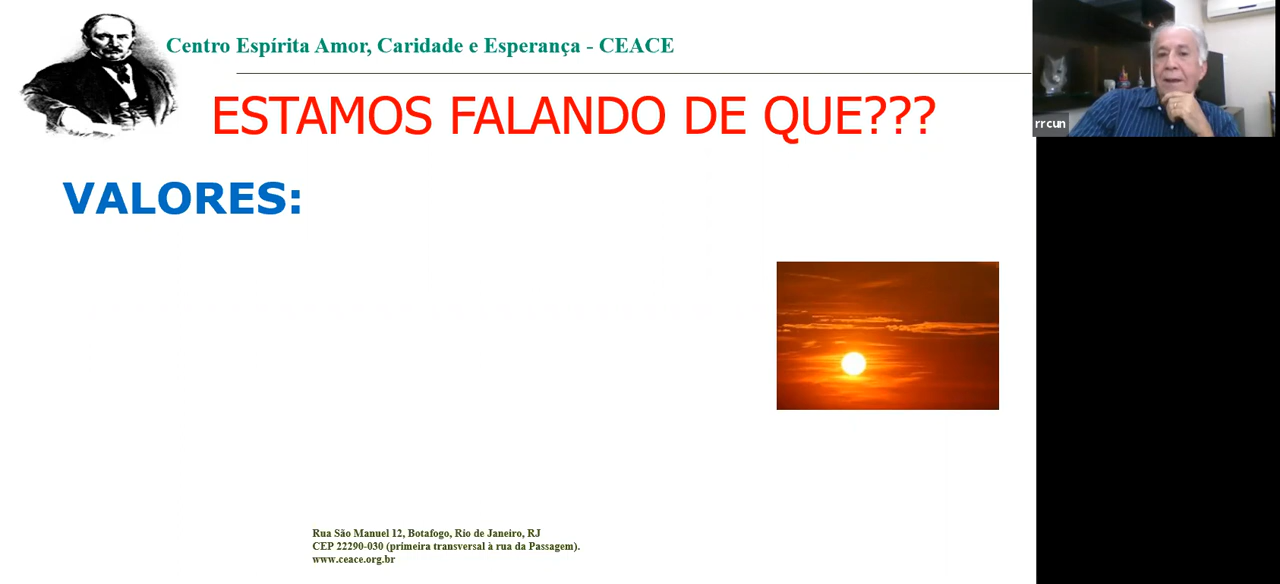 Centro Espírita Amor, Caridade e Esperança - CEACE
ESTAMOS FALANDO DE QUE???
VALORES:
rrcun
Rua São Manuel 12, Botafogo, Rio de Janeiro, RJ
CEP 22290-030 (primeira transversal à rua da Passagem).
www.ceace.org.br